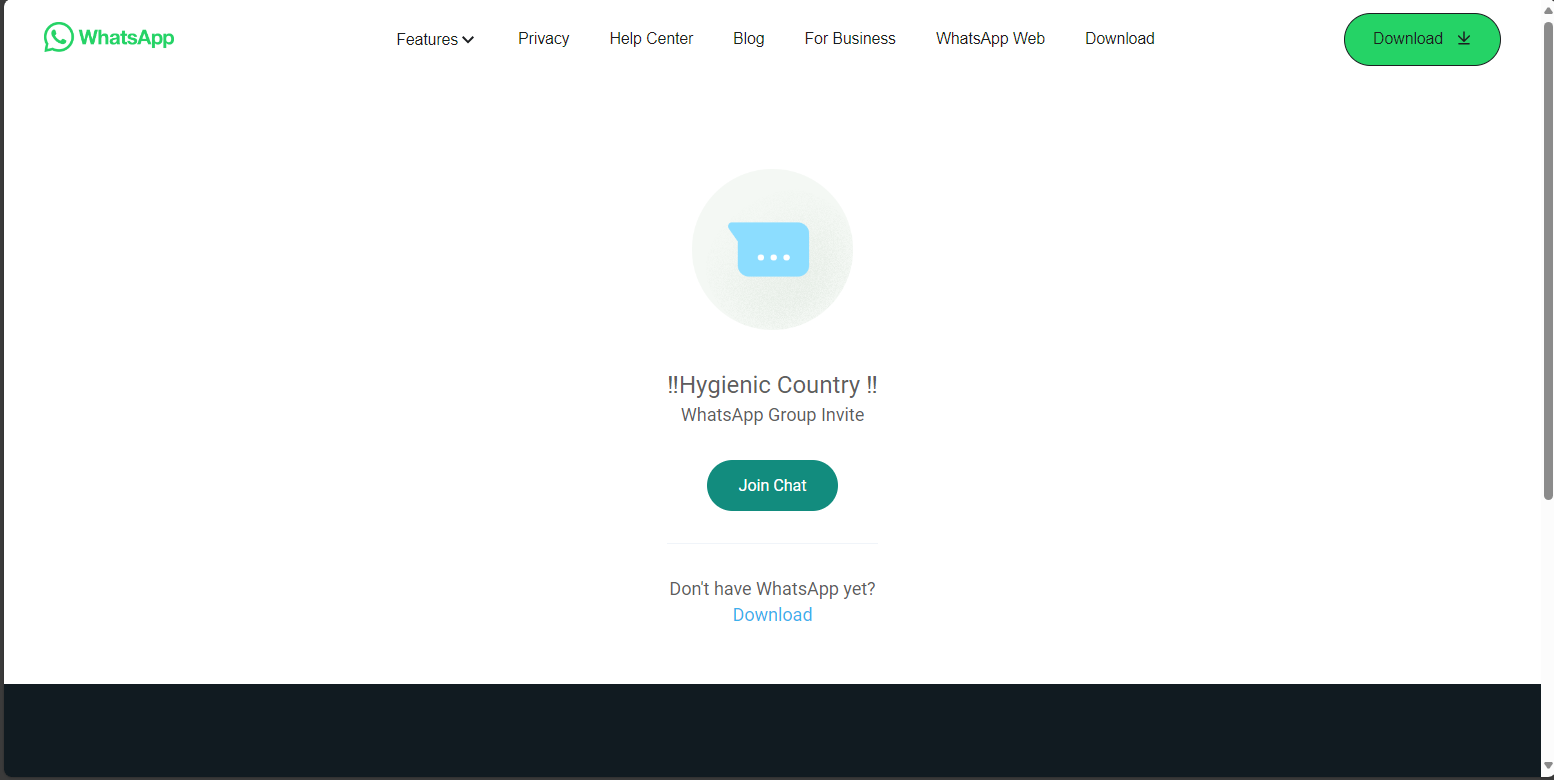 WhatsApp
Features Privacy Help Center Blog For Business WhatsApp Web Download
Download
‼Hygienic Country ‼
WhatsApp Group Invite
Join Chat
Don't have WhatsApp yet?
Download